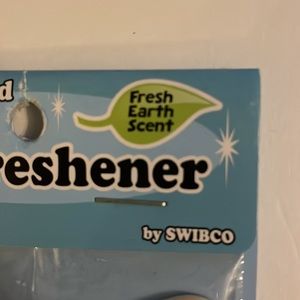 d
Fresh
Earth
Scent
reshener
by SWIBCO